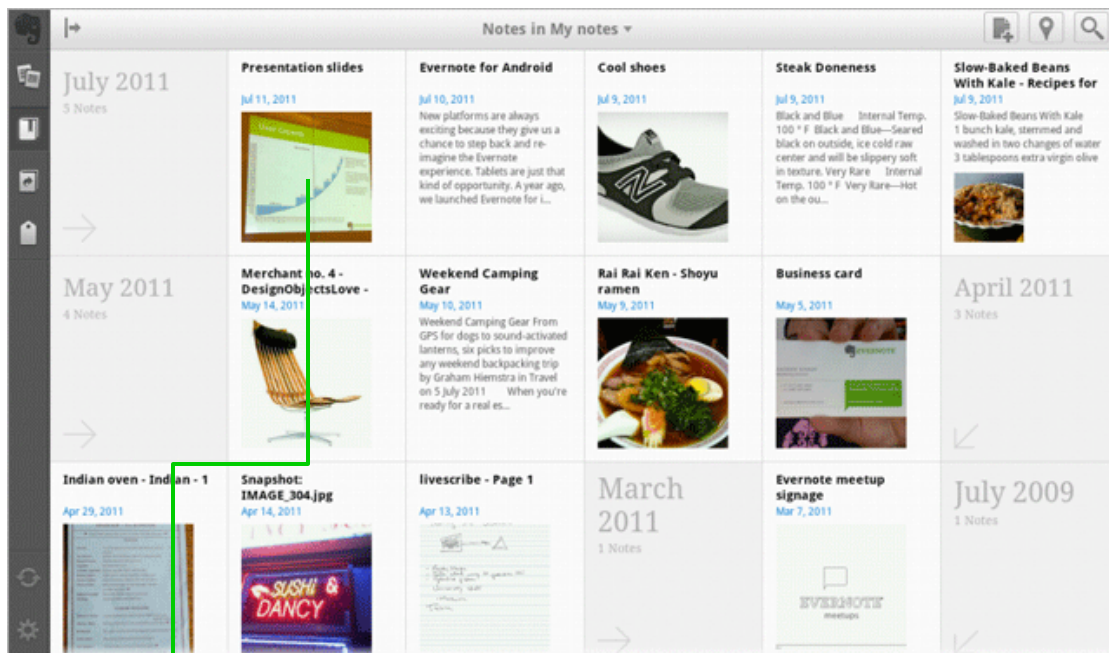 Notes in My notes
July 2011
3 Notes
Presentation slides
Jul 11, 2011
Evernote for Android
Jul 10, 2011
New platforms are always
exciting because they give us a
chance to step back and re-
imagine the Evernote
experience. Tablets are just that
kind of opportunity. A year ago,
we launched Evernote for i...
Cool shoes
Jul 9, 2011
Steak Doneness
Jul 9, 2011
Black and Blue Internal Temp.
100 ° F Black and Blue—Seared
black on outside, ice cold raw
center and will be slippery soft
in texture. Very Rare Internal
Temp. 100 ° F Very Rare—Hot
on the ou...
Slow-Baked Beans
With Kale - Recipes for
Jul 9, 2011
Slow-Baked Beans With Kale
1 bunch kale, stemmed and
washed in two changes of water
3 tablespoons extra virgin olive
May 2011
4 Notes
Merchant no. 4 -
DesignObjectsLove -
May 14, 2011
Weekend Camping
Gear
May 10, 2011
Weekend Camping Gear From
GPS for dogs to sound-activated
lanterns, six picks to improve
any weekend backpacking trip
by Graham Hiemstra in Travel
on 5 July 2011 When you're
ready for a real es...
Rai Rai Ken - Shoyu
ramen
May 9, 2011
Business card
May 5, 2011
EVERNOTE
April 2011
3 Notes
Indian oven - Indian - 1
Apr 29, 2011
Snapshot:
IMAGE_304.jpg
Apr 14, 2011
SUSHI &
DANCY
livescribe - Page 1
Apr 13, 2011
March
2011
1 Notes
Evernote meetup
signage
Mar 7, 2011
EVERNOTE
meetups
July 2009
1 Notes